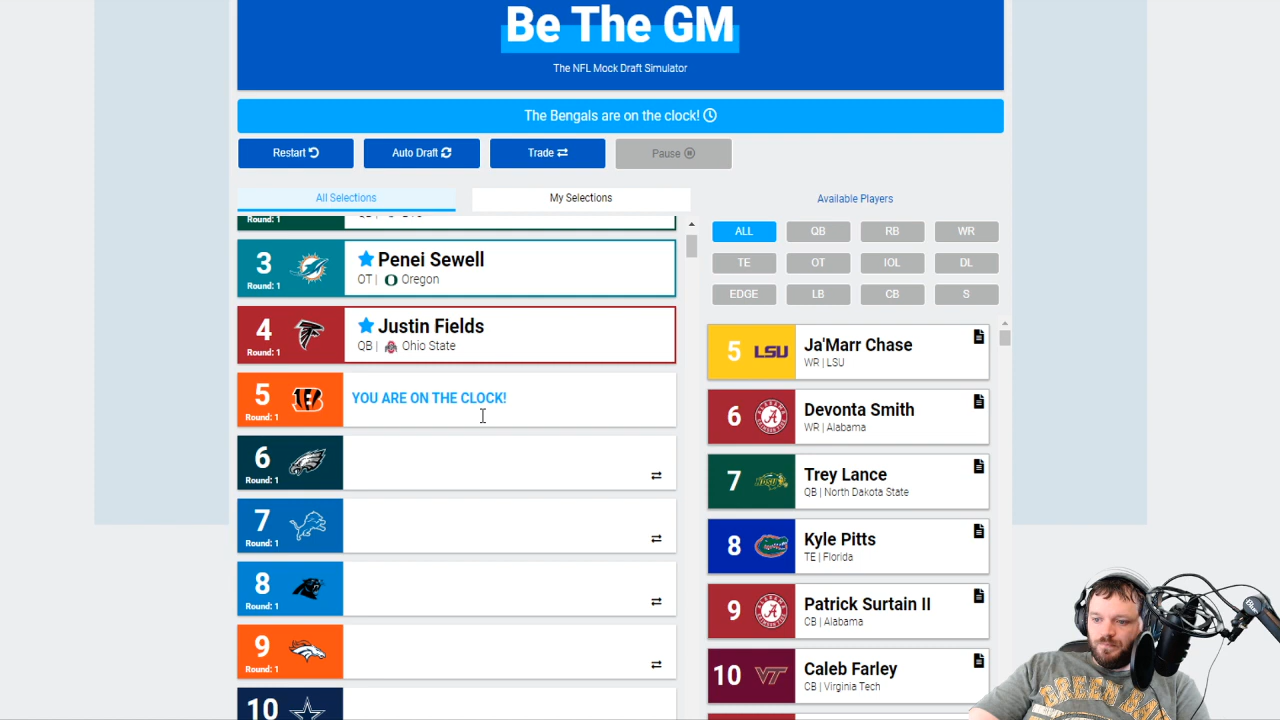 Be The GM
The NFL Mock Draft Simulator
The Bengals are on the clock!
Restart
Auto Draft
Trade
Pause
All Selections
My Selections
Available Players
Round: 1
ALL
QB
RB
WR
TE
OT
IOL
DL
EDGE
LB
CB
S
3
Round: 1
Penei Sewell
OT | Oregon
4
Round: 1
Justin Fields
QB | Ohio State
5
Round: 1
YOU ARE ON THE CLOCK!
6
Round: 1
7
Round: 1
8
Round: 1
9
Round: 1
10
5 LSU
Ja'Marr Chase
WR | LSU
6
Devonta Smith
WR | Alabama
7 NDSU
Trey Lance
QB | North Dakota State
8
Kyle Pitts
TE | Florida
9
Patrick Surtain II
CB | Alabama
10 VT
Caleb Farley
CB | Virginia Tech